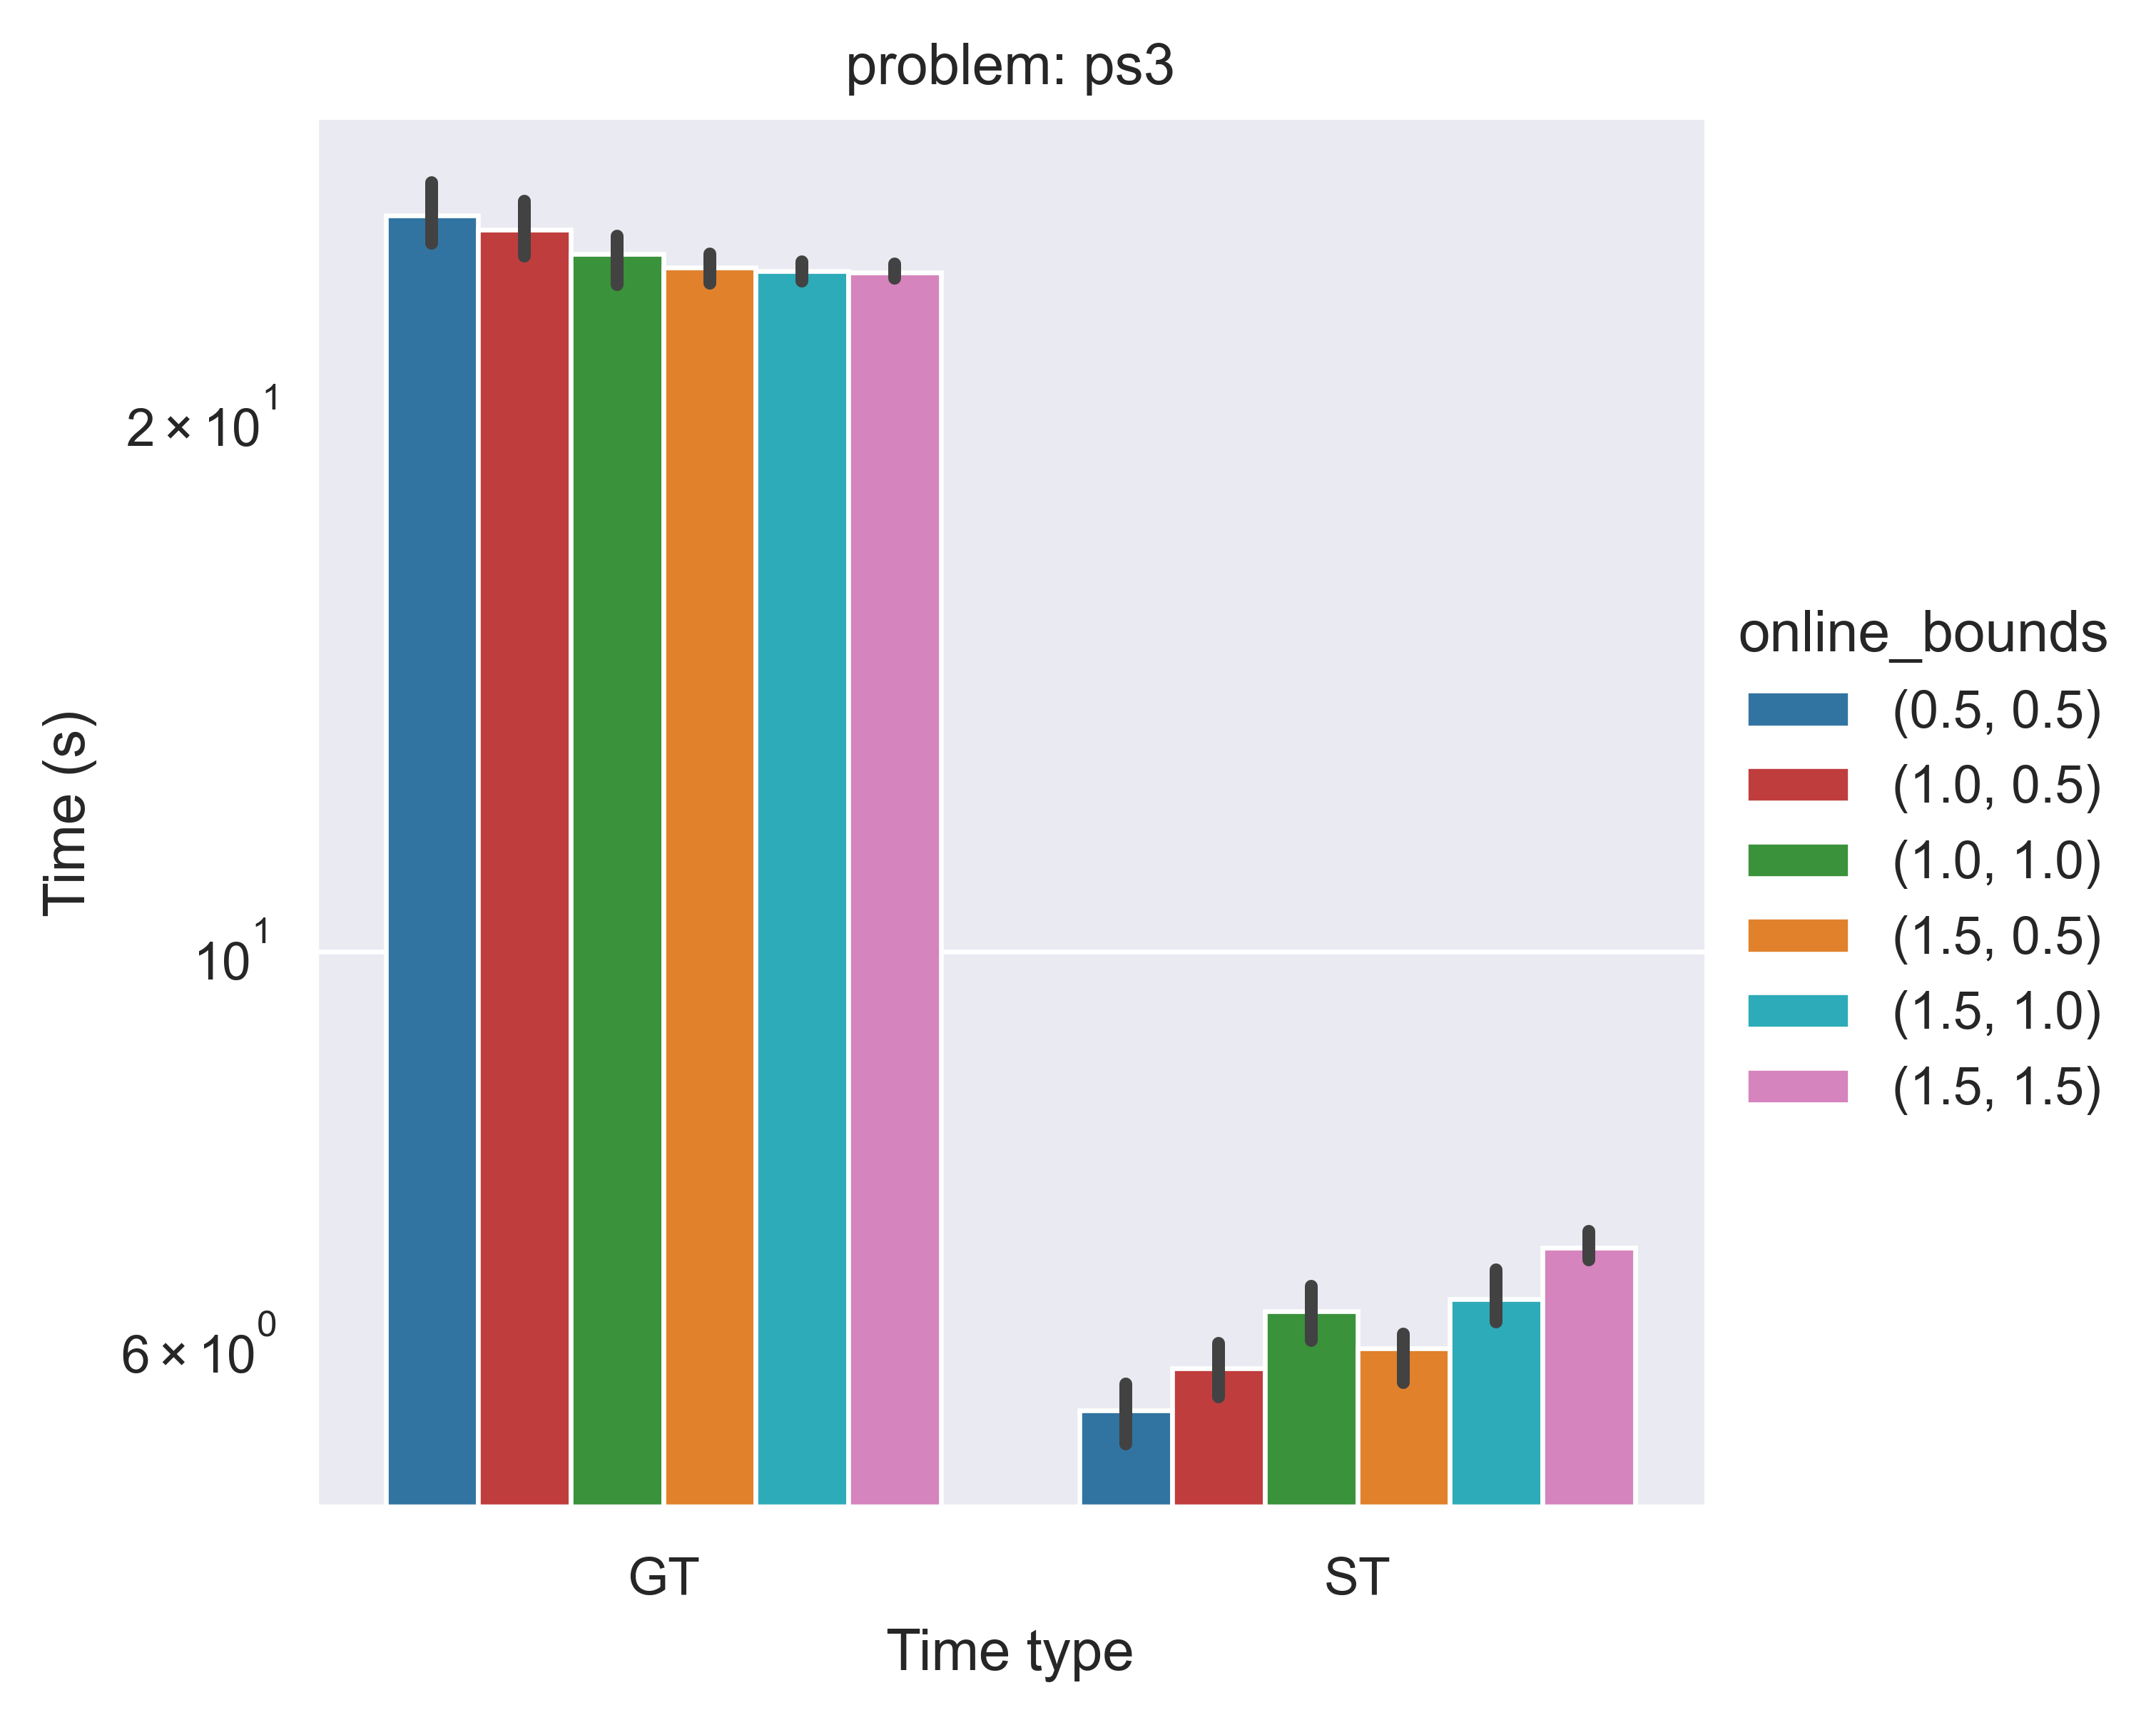 problem: ps3
Time (s)
2 × 10¹
10¹
6 × 10⁰
GT
ST
Time type
online_bounds
(0.5, 0.5)
(1.0, 0.5)
(1.0, 1.0)
(1.5, 0.5)
(1.5, 1.0)
(1.5, 1.5)